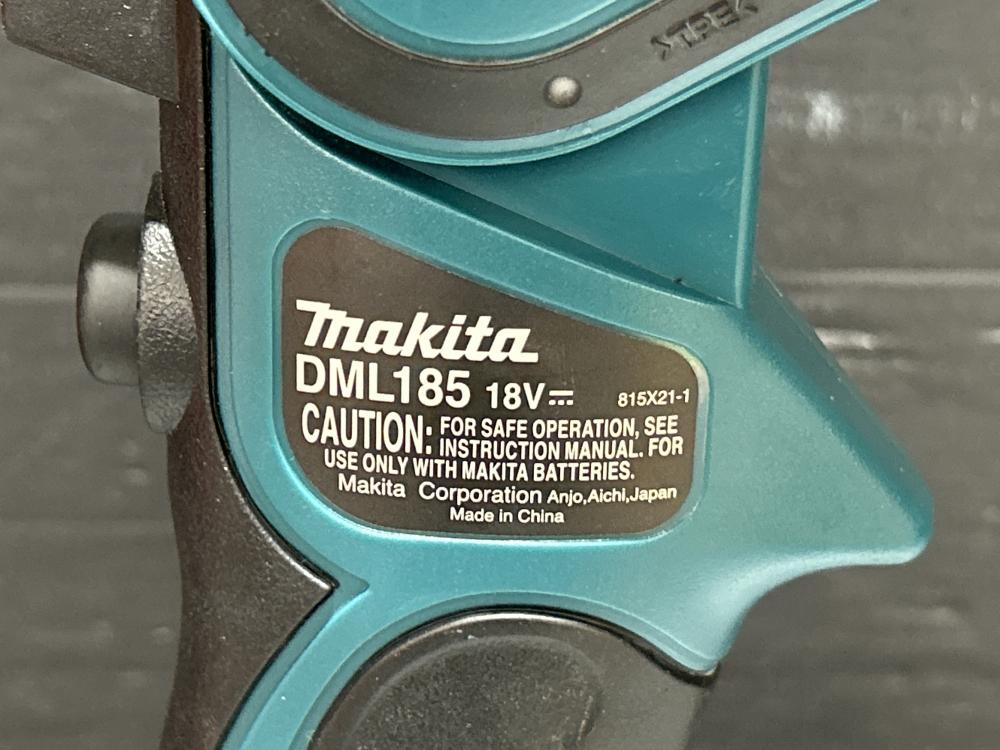 >TPE<
makita
DML185 18V⎓ 815X21-1
CAUTION: FOR SAFE OPERATION, SEE
INSTRUCTION MANUAL. FOR
USE ONLY WITH MAKITA BATTERIES.
Makita Corporation Anjo,Aichi,Japan
Made in China